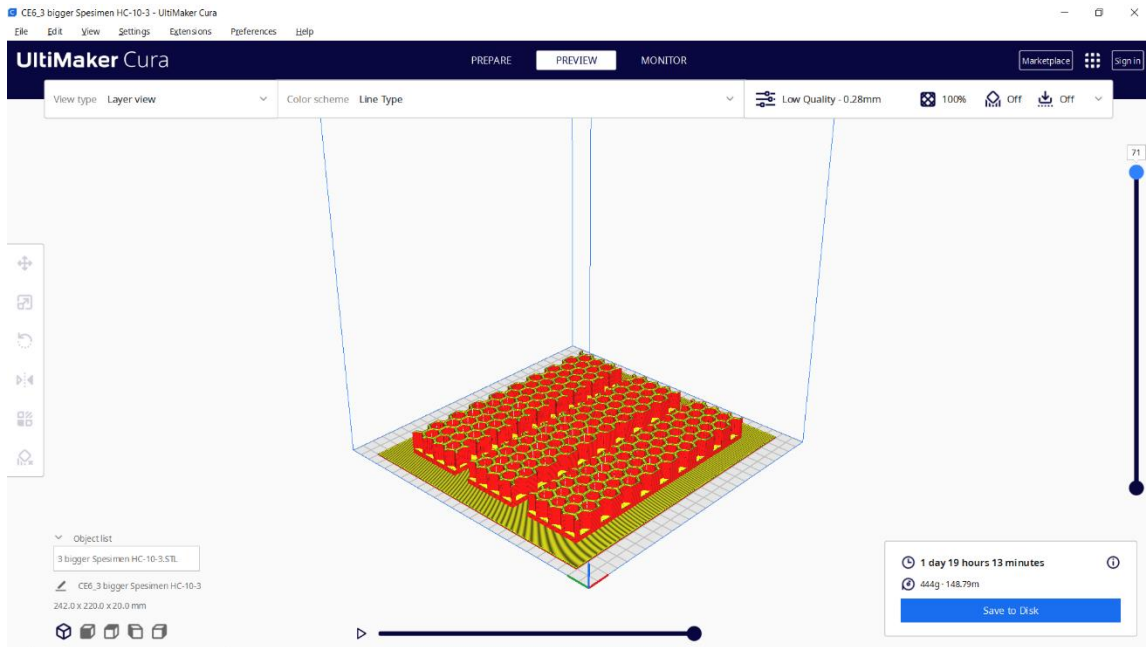 CE6_3 bigger Spesimen HC-10-3 - UltiMaker Cura
File Edit View Settings Extensions Preferences Help
UltiMaker Cura PREPARE PREVIEW MONITOR Marketplace Sign in
View type Layer view Color scheme Line Type Low Quality - 0.28mm 100% Off Off
71
Object list
3 bigger Spesimen HC-10-3.STL
CE6_3 bigger Spesimen HC-10-3
242.0 x 220.0 x 20.0 mm
1 day 19 hours 13 minutes
444g · 148.79m
Save to Disk